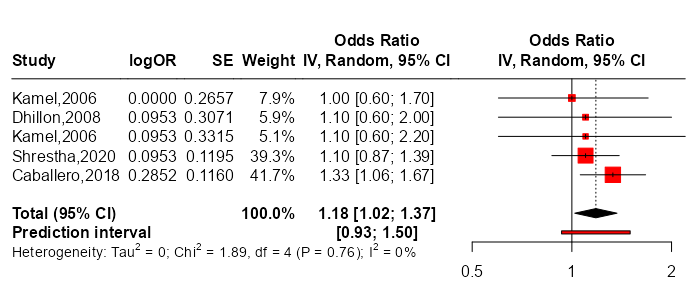 Odds Ratio Odds Ratio
Study logOR SE Weight IV, Random, 95% CI IV, Random, 95% CI
Kamel,2006 0.0000 0.2657 7.9% 1.00 [0.60; 1.70]
Dhillon,2008 0.0953 0.3071 5.9% 1.10 [0.60; 2.00]
Kamel,2006 0.0953 0.3315 5.1% 1.10 [0.60; 2.20]
Shrestha,2020 0.0953 0.1195 39.3% 1.10 [0.87; 1.39]
Caballero,2018 0.2852 0.1160 41.7% 1.33 [1.06; 1.67]
Total (95% CI) 100.0% 1.18 [1.02; 1.37]
Prediction interval [0.93; 1.50]
Heterogeneity: Tau² = 0; Chi² = 1.89, df = 4 (P = 0.76); I² = 0%
0.5 1 2